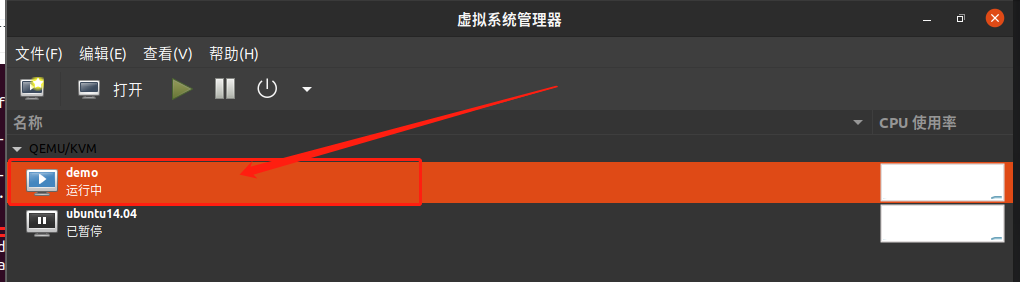 虚拟系统管理器
文件(F) 编辑(E) 查看(V) 帮助(H)
打开
名称 CPU 使用率
QEMU/KVM
demo
运行中
ubuntu14.04
已暂停